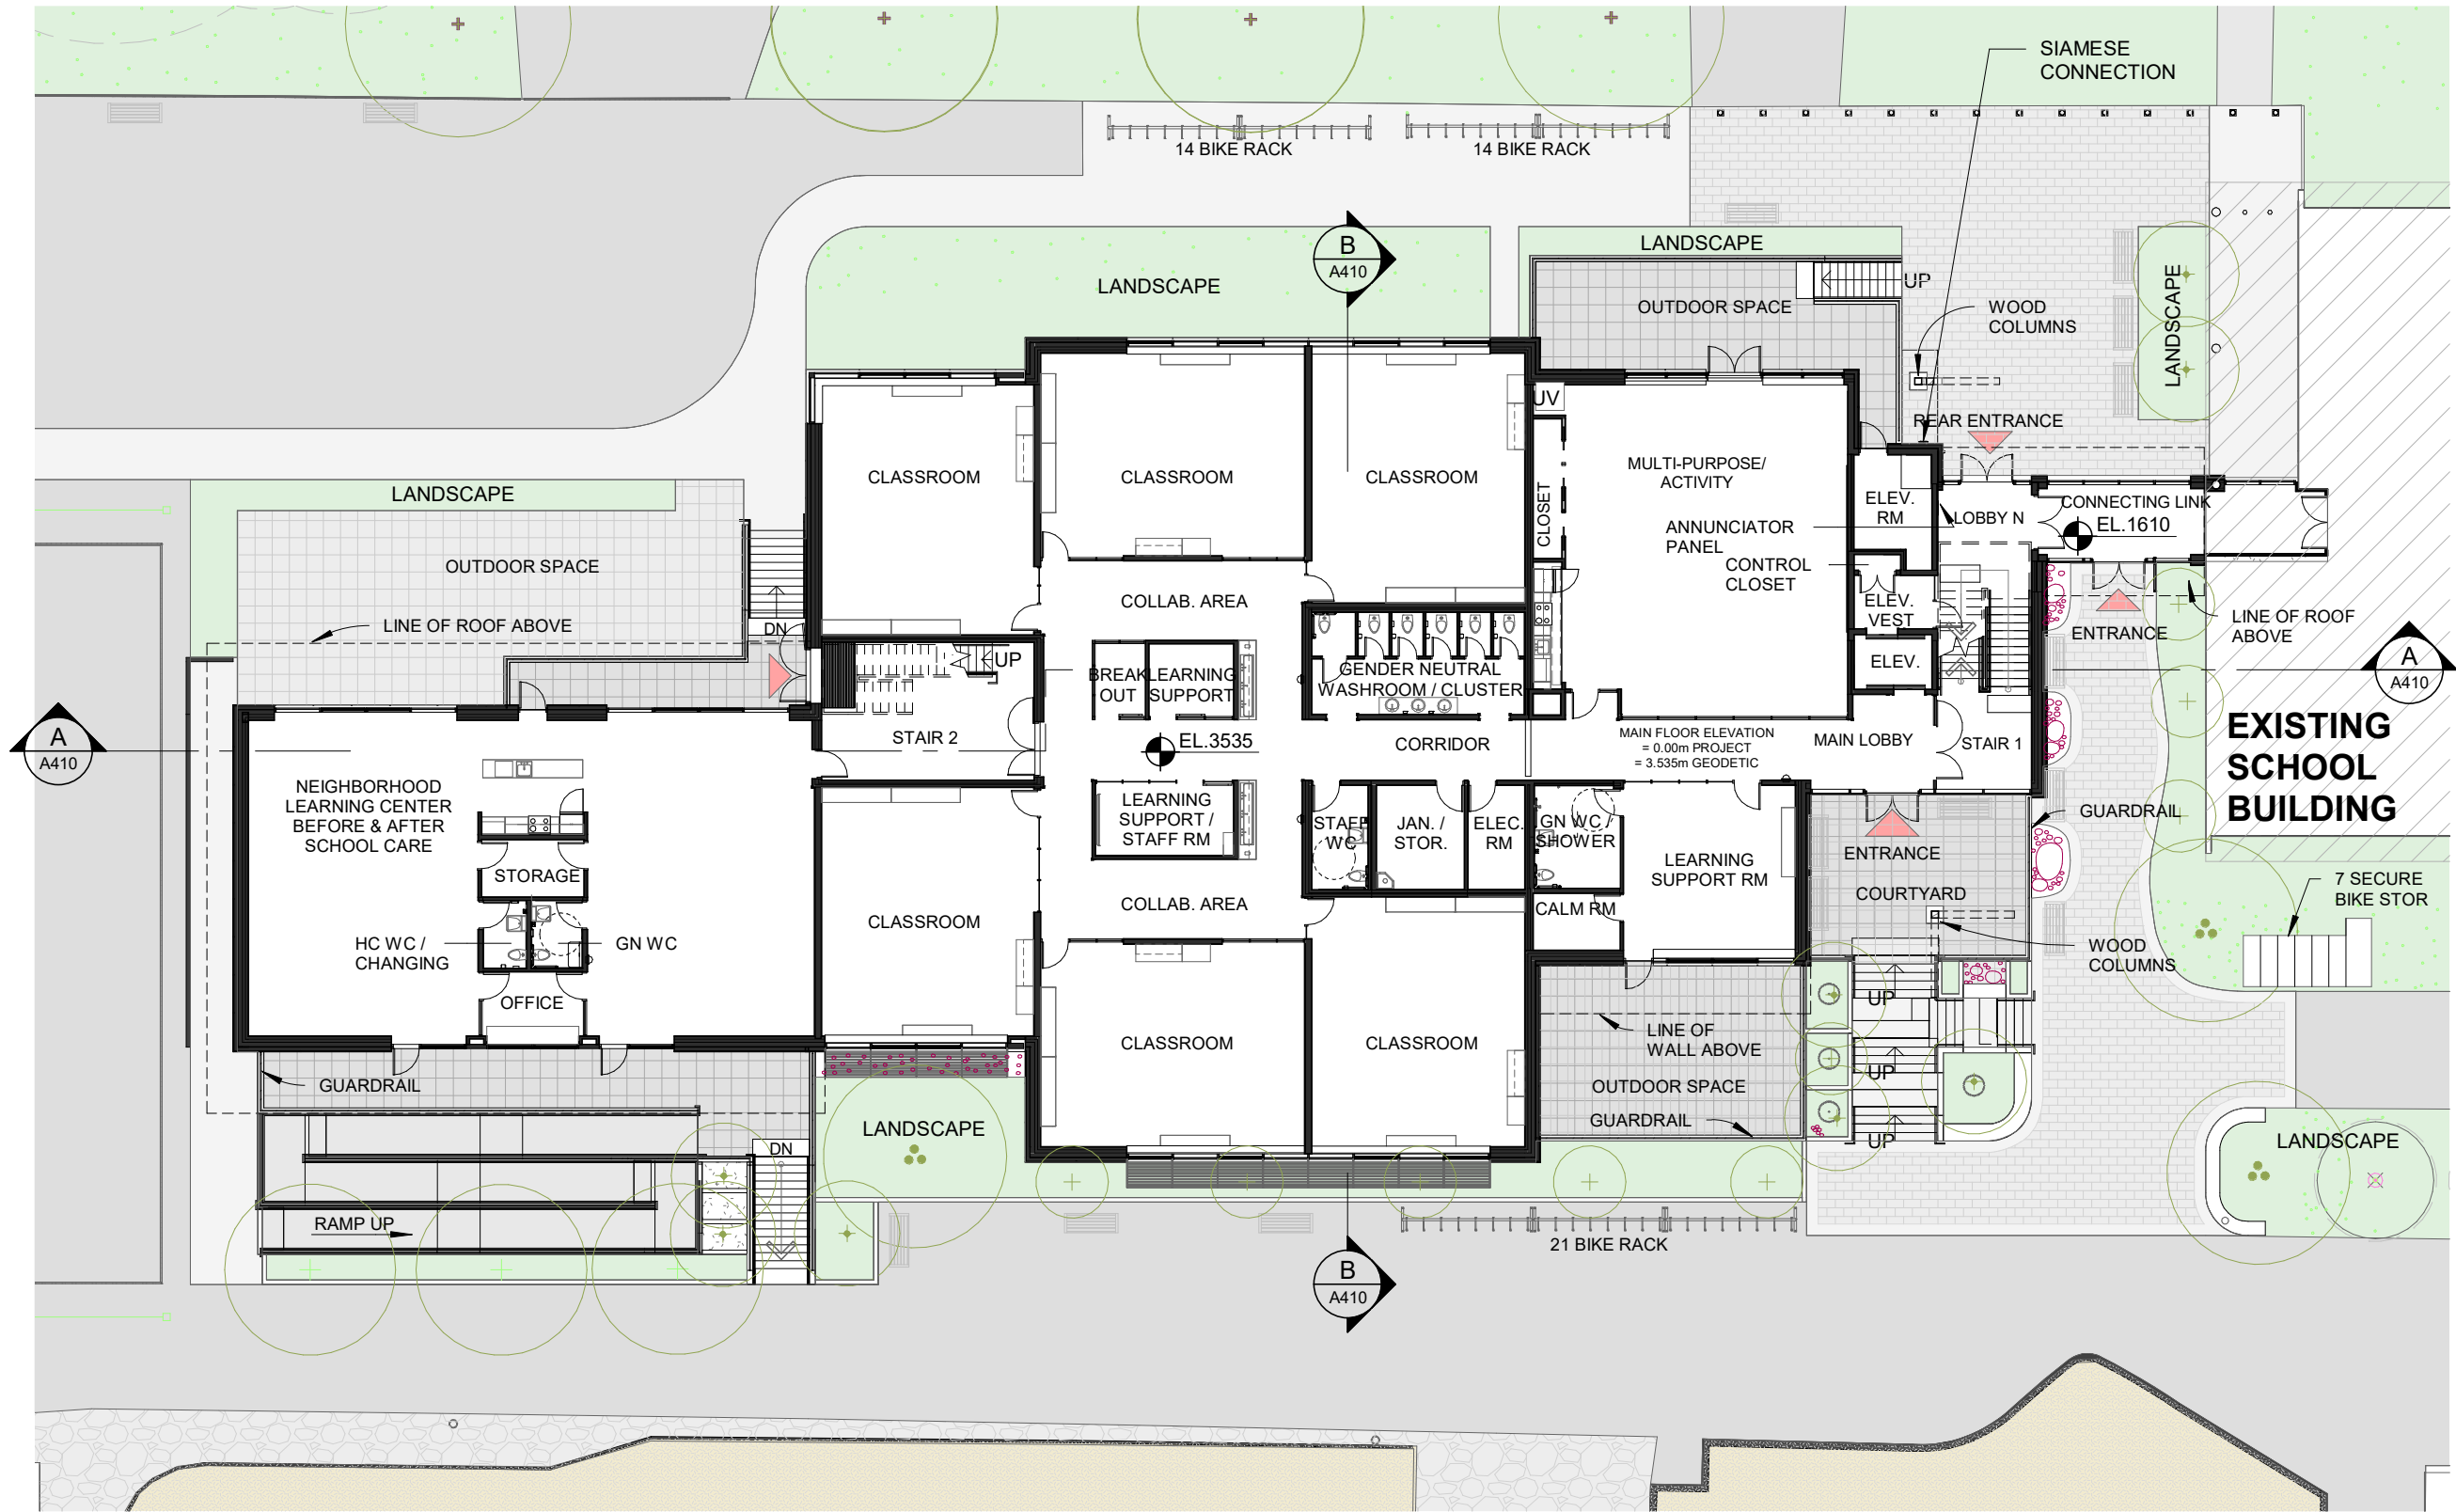 SIAMESE
CONNECTION
14 BIKE RACK
14 BIKE RACK
B
A410
LANDSCAPE
LANDSCAPE
OUTDOOR SPACE
UP
WOOD
COLUMNS
LANDSCAPE
REAR ENTRANCE
UV
CLASSROOM
CLASSROOM
CLASSROOM
CLOSET
MULTI-PURPOSE/
ACTIVITY
ELEV.
RM
LOBBY N
CONNECTING LINK
EL.1610
ANNUNCIATOR
PANEL
CONTROL
CLOSET
ELEV.
VEST
ELEV.
ENTRANCE
LINE OF ROOF
ABOVE
A
A410
LANDSCAPE
OUTDOOR SPACE
LINE OF ROOF ABOVE
DN
UP
STAIR 2
COLLAB. AREA
BREAK
OUT
LEARNING
SUPPORT
GENDER NEUTRAL
WASHROOM / CLUSTER
EL.3535
CORRIDOR
MAIN FLOOR ELEVATION
= 0.00m PROJECT
= 3.535m GEODETIC
MAIN LOBBY
STAIR 1
EXISTING
SCHOOL
BUILDING
A
A410
NEIGHBORHOOD
LEARNING CENTER
BEFORE & AFTER
SCHOOL CARE
STORAGE
HC WC /
CHANGING
GN WC
OFFICE
CLASSROOM
LEARNING
SUPPORT /
STAFF RM
COLLAB. AREA
STAFF
WC
JAN. /
STOR.
ELEC.
RM
GN WC /
SHOWER
CALM RM
LEARNING
SUPPORT RM
ENTRANCE
COURTYARD
GUARDRAIL
7 SECURE
BIKE STOR
WOOD
COLUMNS
CLASSROOM
CLASSROOM
LINE OF
WALL ABOVE
OUTDOOR SPACE
GUARDRAIL
UP
UP
UP
GUARDRAIL
LANDSCAPE
DN
RAMP UP
LANDSCAPE
21 BIKE RACK
B
A410